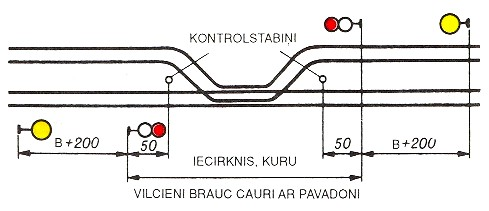 KONTROLSTABINI
B+200
50
50
B+200
IECIRKNIS, KURU
VILCIENI BRAUC CAURI AR PAVADONI